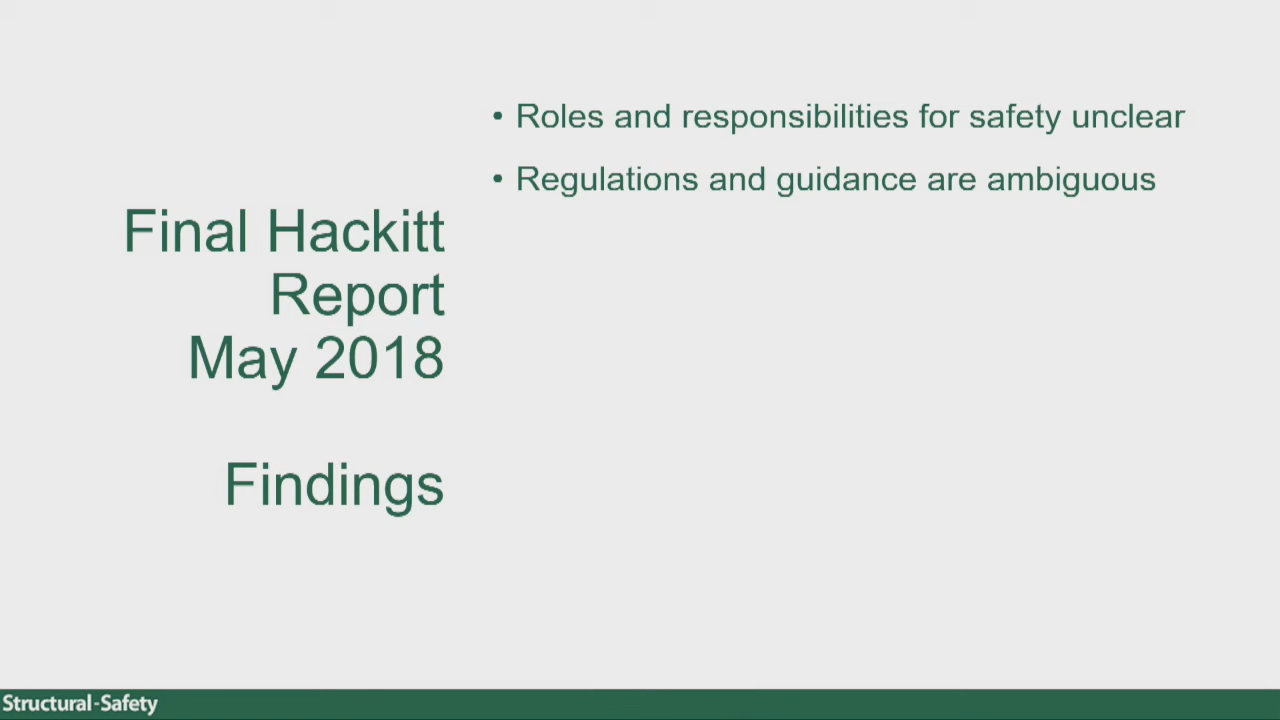 Final Hackitt
Report
May 2018
Findings
• Roles and responsibilities for safety unclear
• Regulations and guidance are ambiguous
Structural-Safety